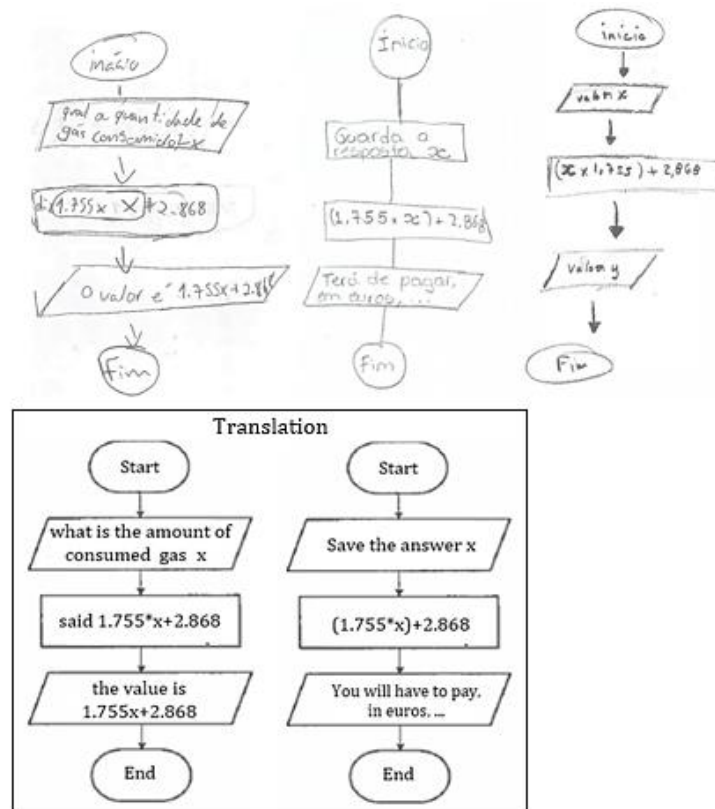 início
qual a quantidade de
gás consumido? x
1.755 x X + 2.868
O valor é 1.755x+2.868
Fim
Ínicio
Guarda a
resposta, x
(1.755 x x) + 2.868
Terá de pagar,
em euros, ...
Fim
início
valor x
(x x 1,755) + 2,868
valor y
Fim
Translation
Start
what is the amount of
consumed gas x
said 1.755*x+2.868
the value is
1.755x+2.868
End
Start
Save the answer x
(1.755*x)+2.868
You will have to pay,
in euros, ...
End